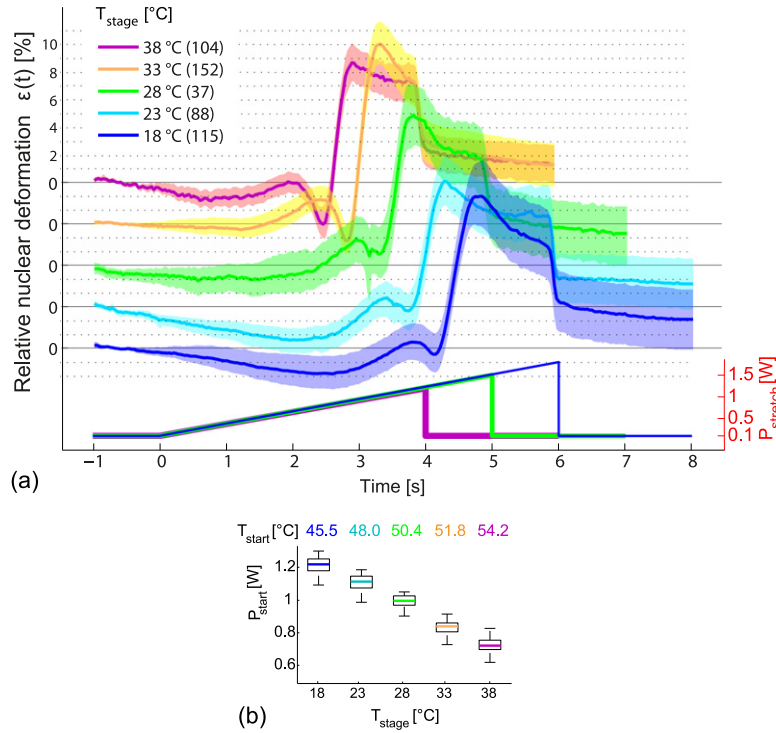 T_stage [°C]
38 °C (104)
33 °C (152)
28 °C (37)
23 °C (88)
18 °C (115)
Relative nuclear deformation ε(t) [%]
10
8
6
4
2
0
0
0
0
0
P_stretch [W]
1.5
1
0.5
0.1
−1 0 1 2 3 4 5 6 7 8
Time [s]
(a)
T_start [°C] 45.5 48.0 50.4 51.8 54.2
P_start [W]
1.2
1
0.8
0.6
18 23 28 33 38
T_stage [°C]
(b)